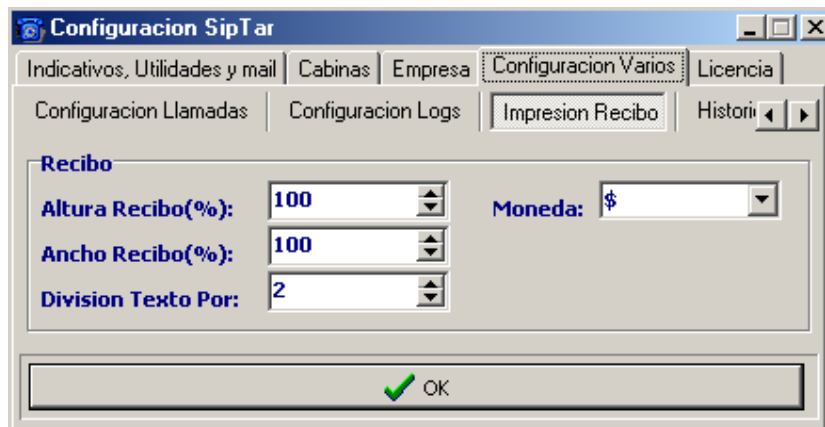 Configuracion SipTar
Indicativos, Utilidades y mail Cabinas Empresa Configuracion Varios Licencia
Configuracion Llamadas Configuracion Logs Impresion Recibo
Recibo
Altura Recibo(%): 100 Moneda: $
Ancho Recibo(%): 100
Division Texto Por: 2
OK